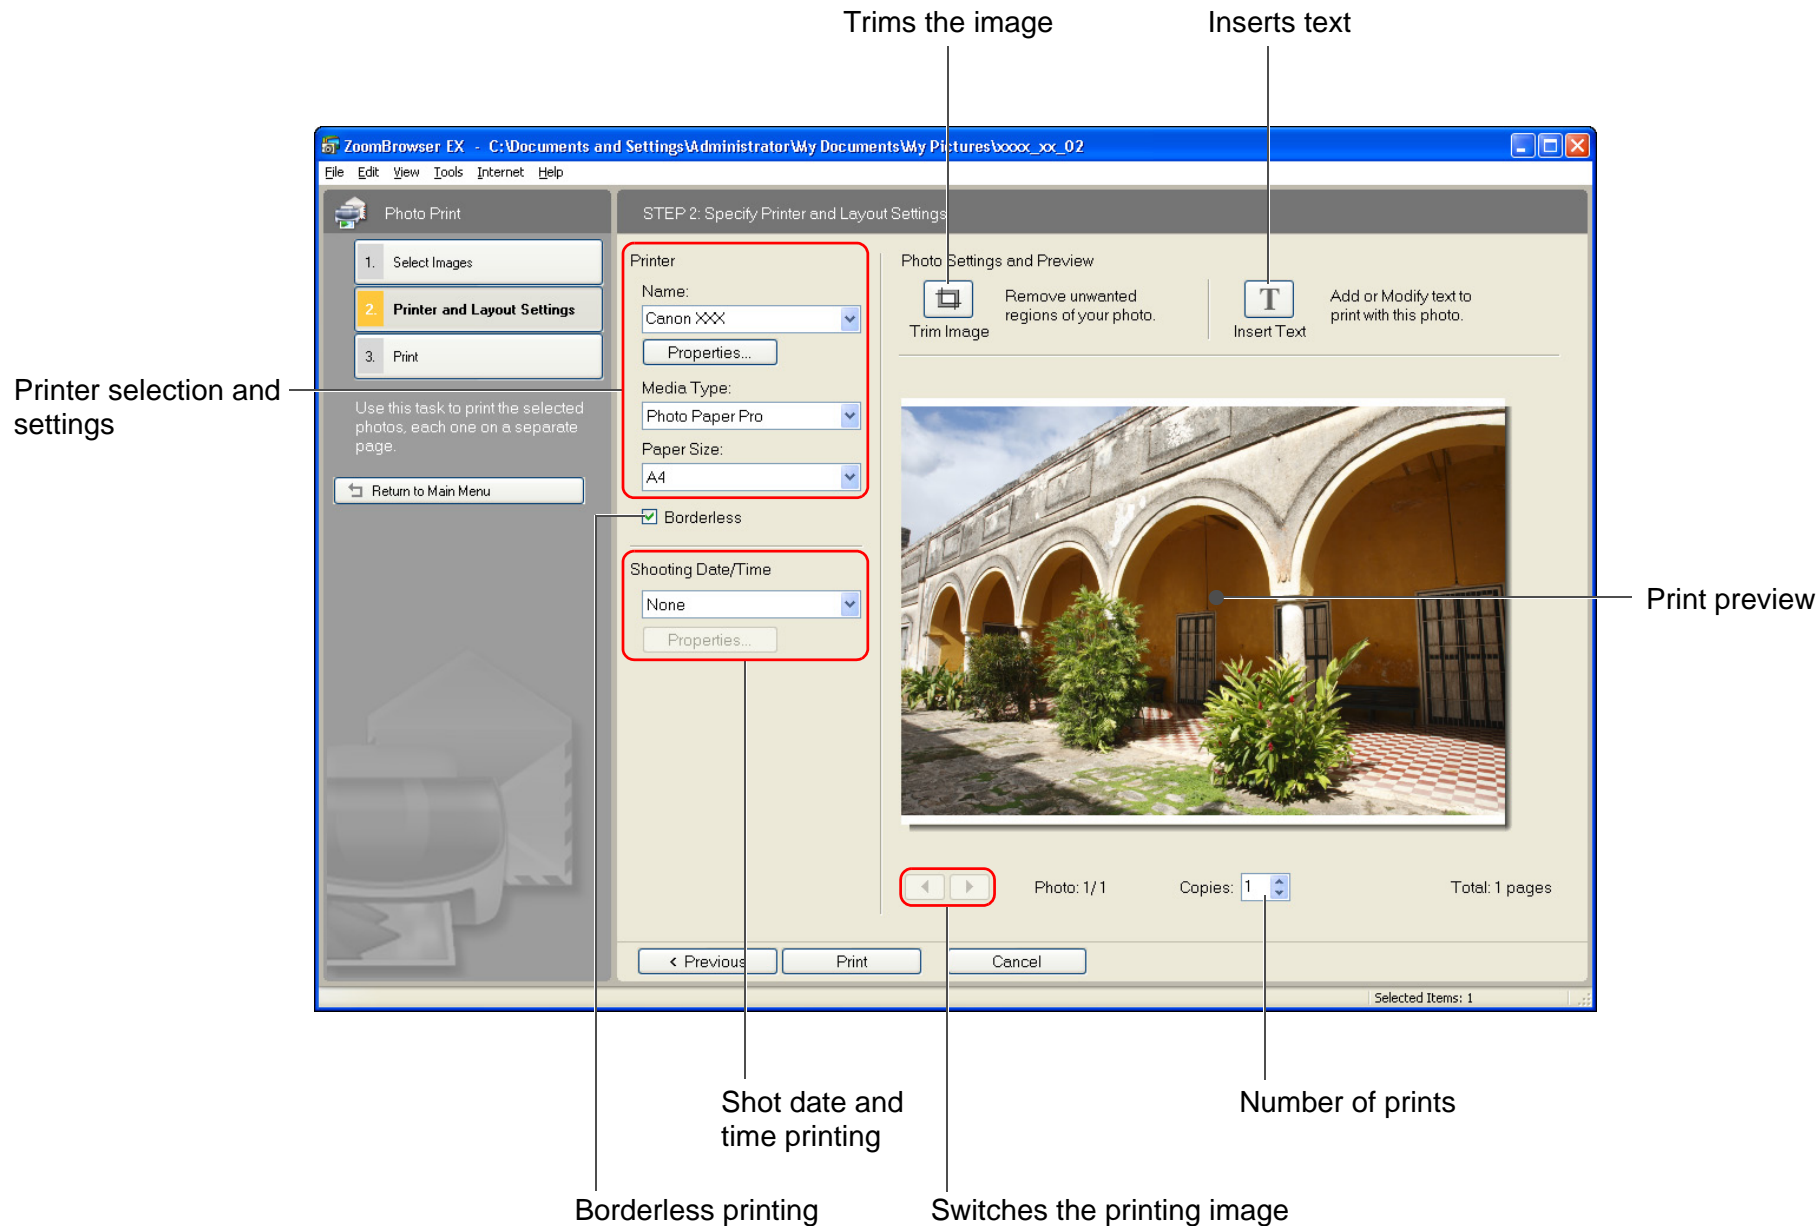 Trims the image
Inserts text
ZoomBrowser EX - C:\Documents and Settings\Administrator\My Documents\My Pictures\xxxx_xx_02
File Edit View Tools Internet Help
Photo Print
STEP 2: Specify Printer and Layout Settings
1. Select Images
2. Printer and Layout Settings
3. Print
Use this task to print the selected
photos, each one on a separate
page.
Return to Main Menu
Printer selection and
settings
Printer
Name:
Canon XXX
Properties...
Media Type:
Photo Paper Pro
Paper Size:
A4
Borderless
Shooting Date/Time
None
Properties...
Photo Settings and Preview
Trim Image
Remove unwanted
regions of your photo.
T
Insert Text
Add or Modify text to
print with this photo.
Print preview
Photo: 1/1
Copies: 1
Total: 1 pages
< Previous
Print
Cancel
Selected Items: 1
Shot date and
time printing
Number of prints
Borderless printing
Switches the printing image